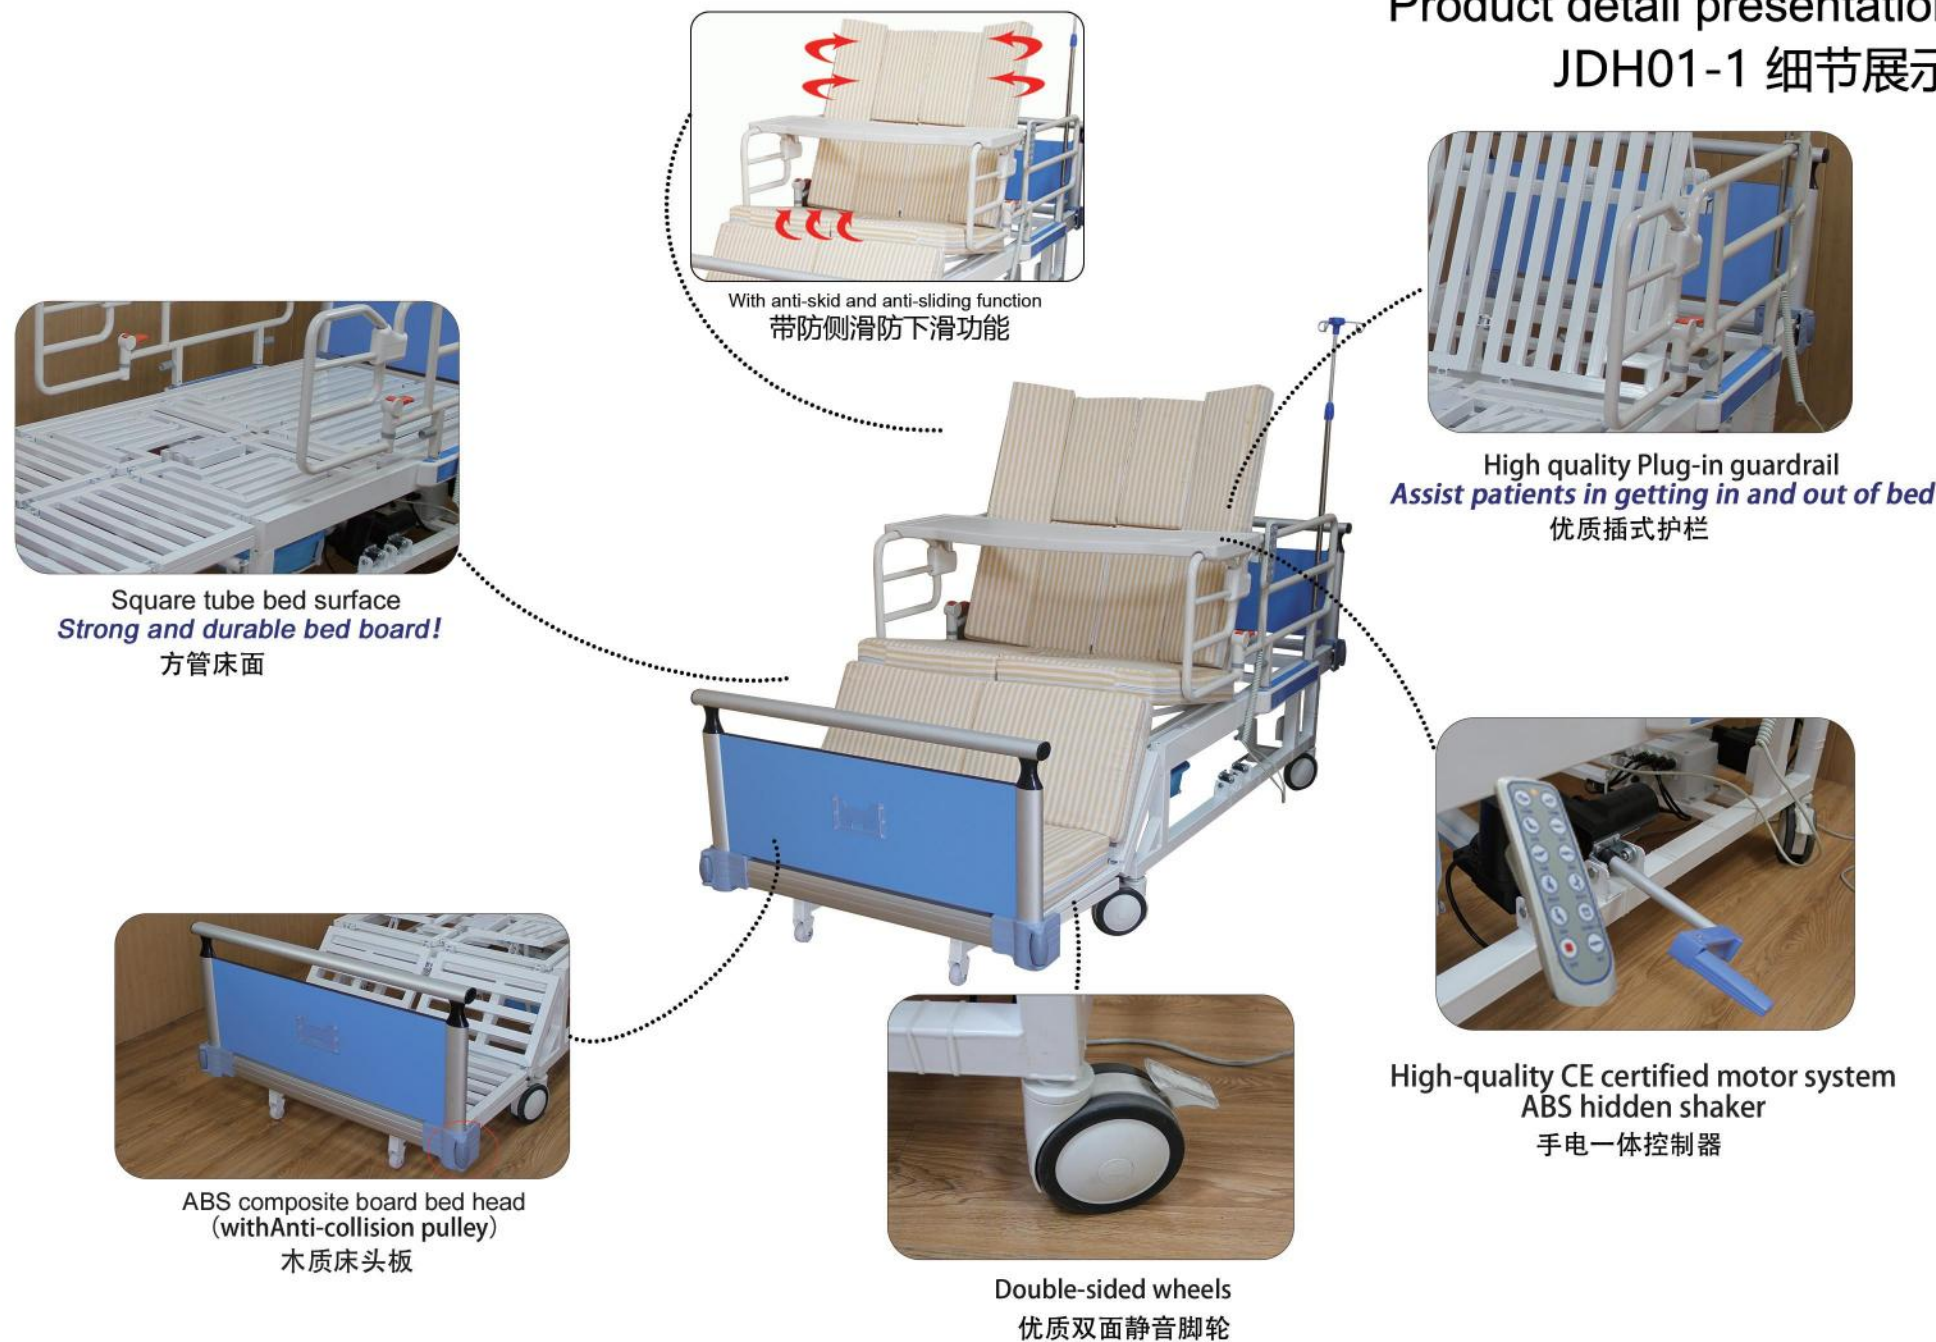 Product detail presentation
JDH01-1 细节展示
With anti-skid and anti-sliding function
带防侧滑防下滑功能
High quality Plug-in guardrail
Assist patients in getting in and out of bed
优质插式护栏
Square tube bed surface
Strong and durable bed board!
方管床面
High-quality CE certified motor system
ABS hidden shaker
手电一体控制器
ABS composite board bed head
(withAnti-collision pulley)
木质床头板
Double-sided wheels
优质双面静音脚轮